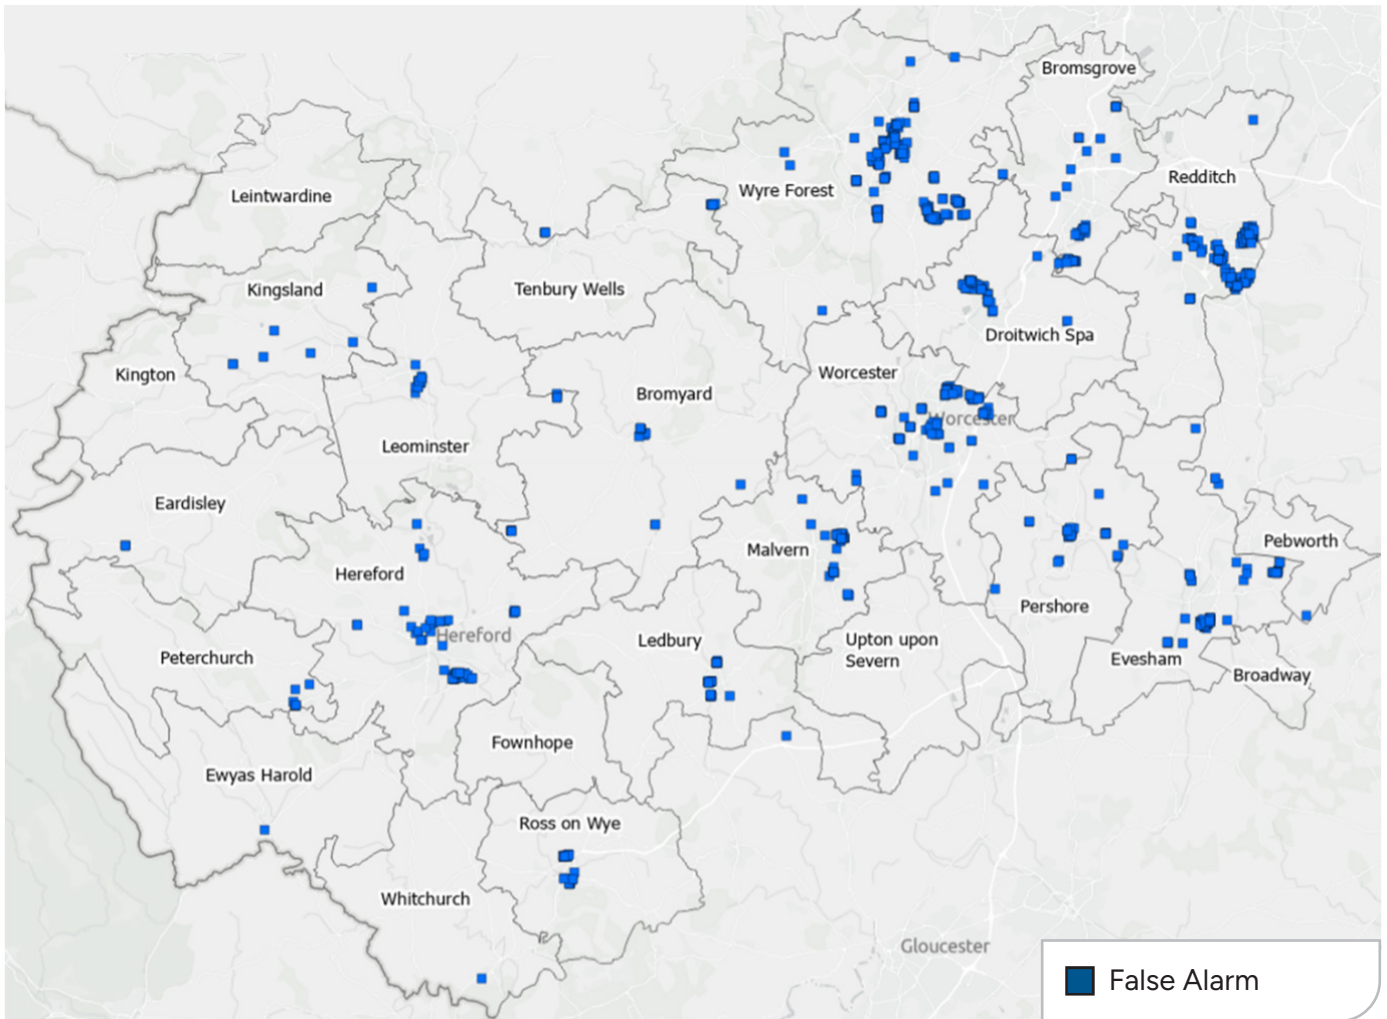 Bromsgrove
Redditch
Wyre Forest
Leintwardine
Kingsland
Tenbury Wells
Droitwich Spa
Kington
Worcester
Bromyard
Worcester
Leominster
Eardisley
Pebworth
Malvern
Hereford
Pershore
Hereford
Ledbury
Upton upon
Severn
Peterchurch
Evesham
Broadway
Fownhope
Ewyas Harold
Ross on Wye
Whitchurch
Gloucester
False Alarm